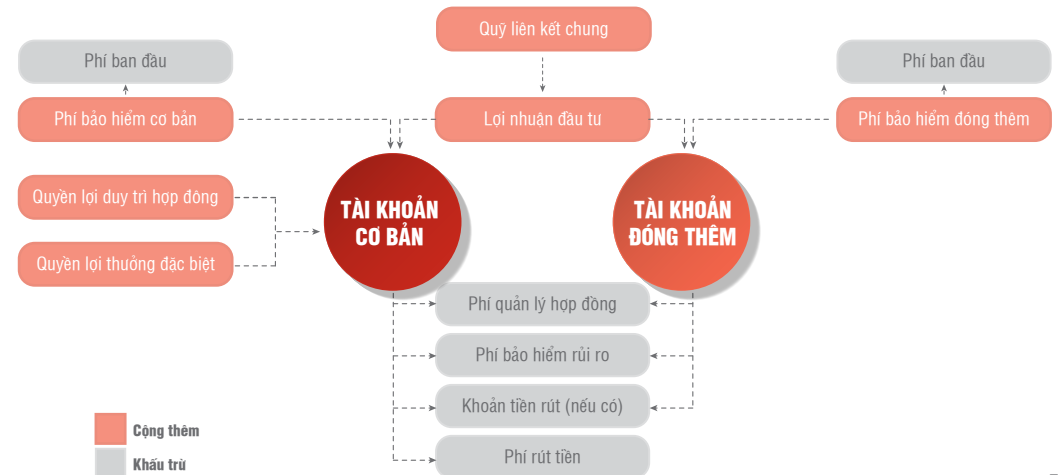 Quỹ liên kết chung
Phí ban đầu
Phí ban đầu
Phí bảo hiểm cơ bản
Lợi nhuận đầu tư
Phí bảo hiểm đóng thêm
Quyền lợi duy trì hợp đồng
TÀI KHOẢN
CƠ BẢN
TÀI KHOẢN
ĐÓNG THÊM
Quyền lợi thưởng đặc biệt
Phí quản lý hợp đồng
Phí bảo hiểm rủi ro
Khoản tiền rút (nếu có)
Phí rút tiền
Cộng thêm
Khấu trừ